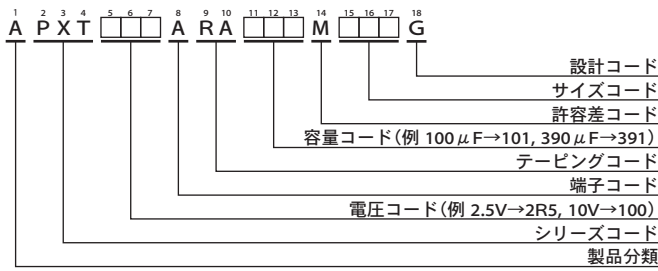 1 2 3 4 5 6 7 8 9 10 11 12 13 14 15 16 17 18
A PXT □□□ A RA □□□ M □□□ G
設計コード
サイズコード
許容差コード
容量コード(例 100μF→101, 390μF→391)
テーピングコード
端子コード
電圧コード(例 2.5V→2R5, 10V→100)
シリーズコード
製品分類